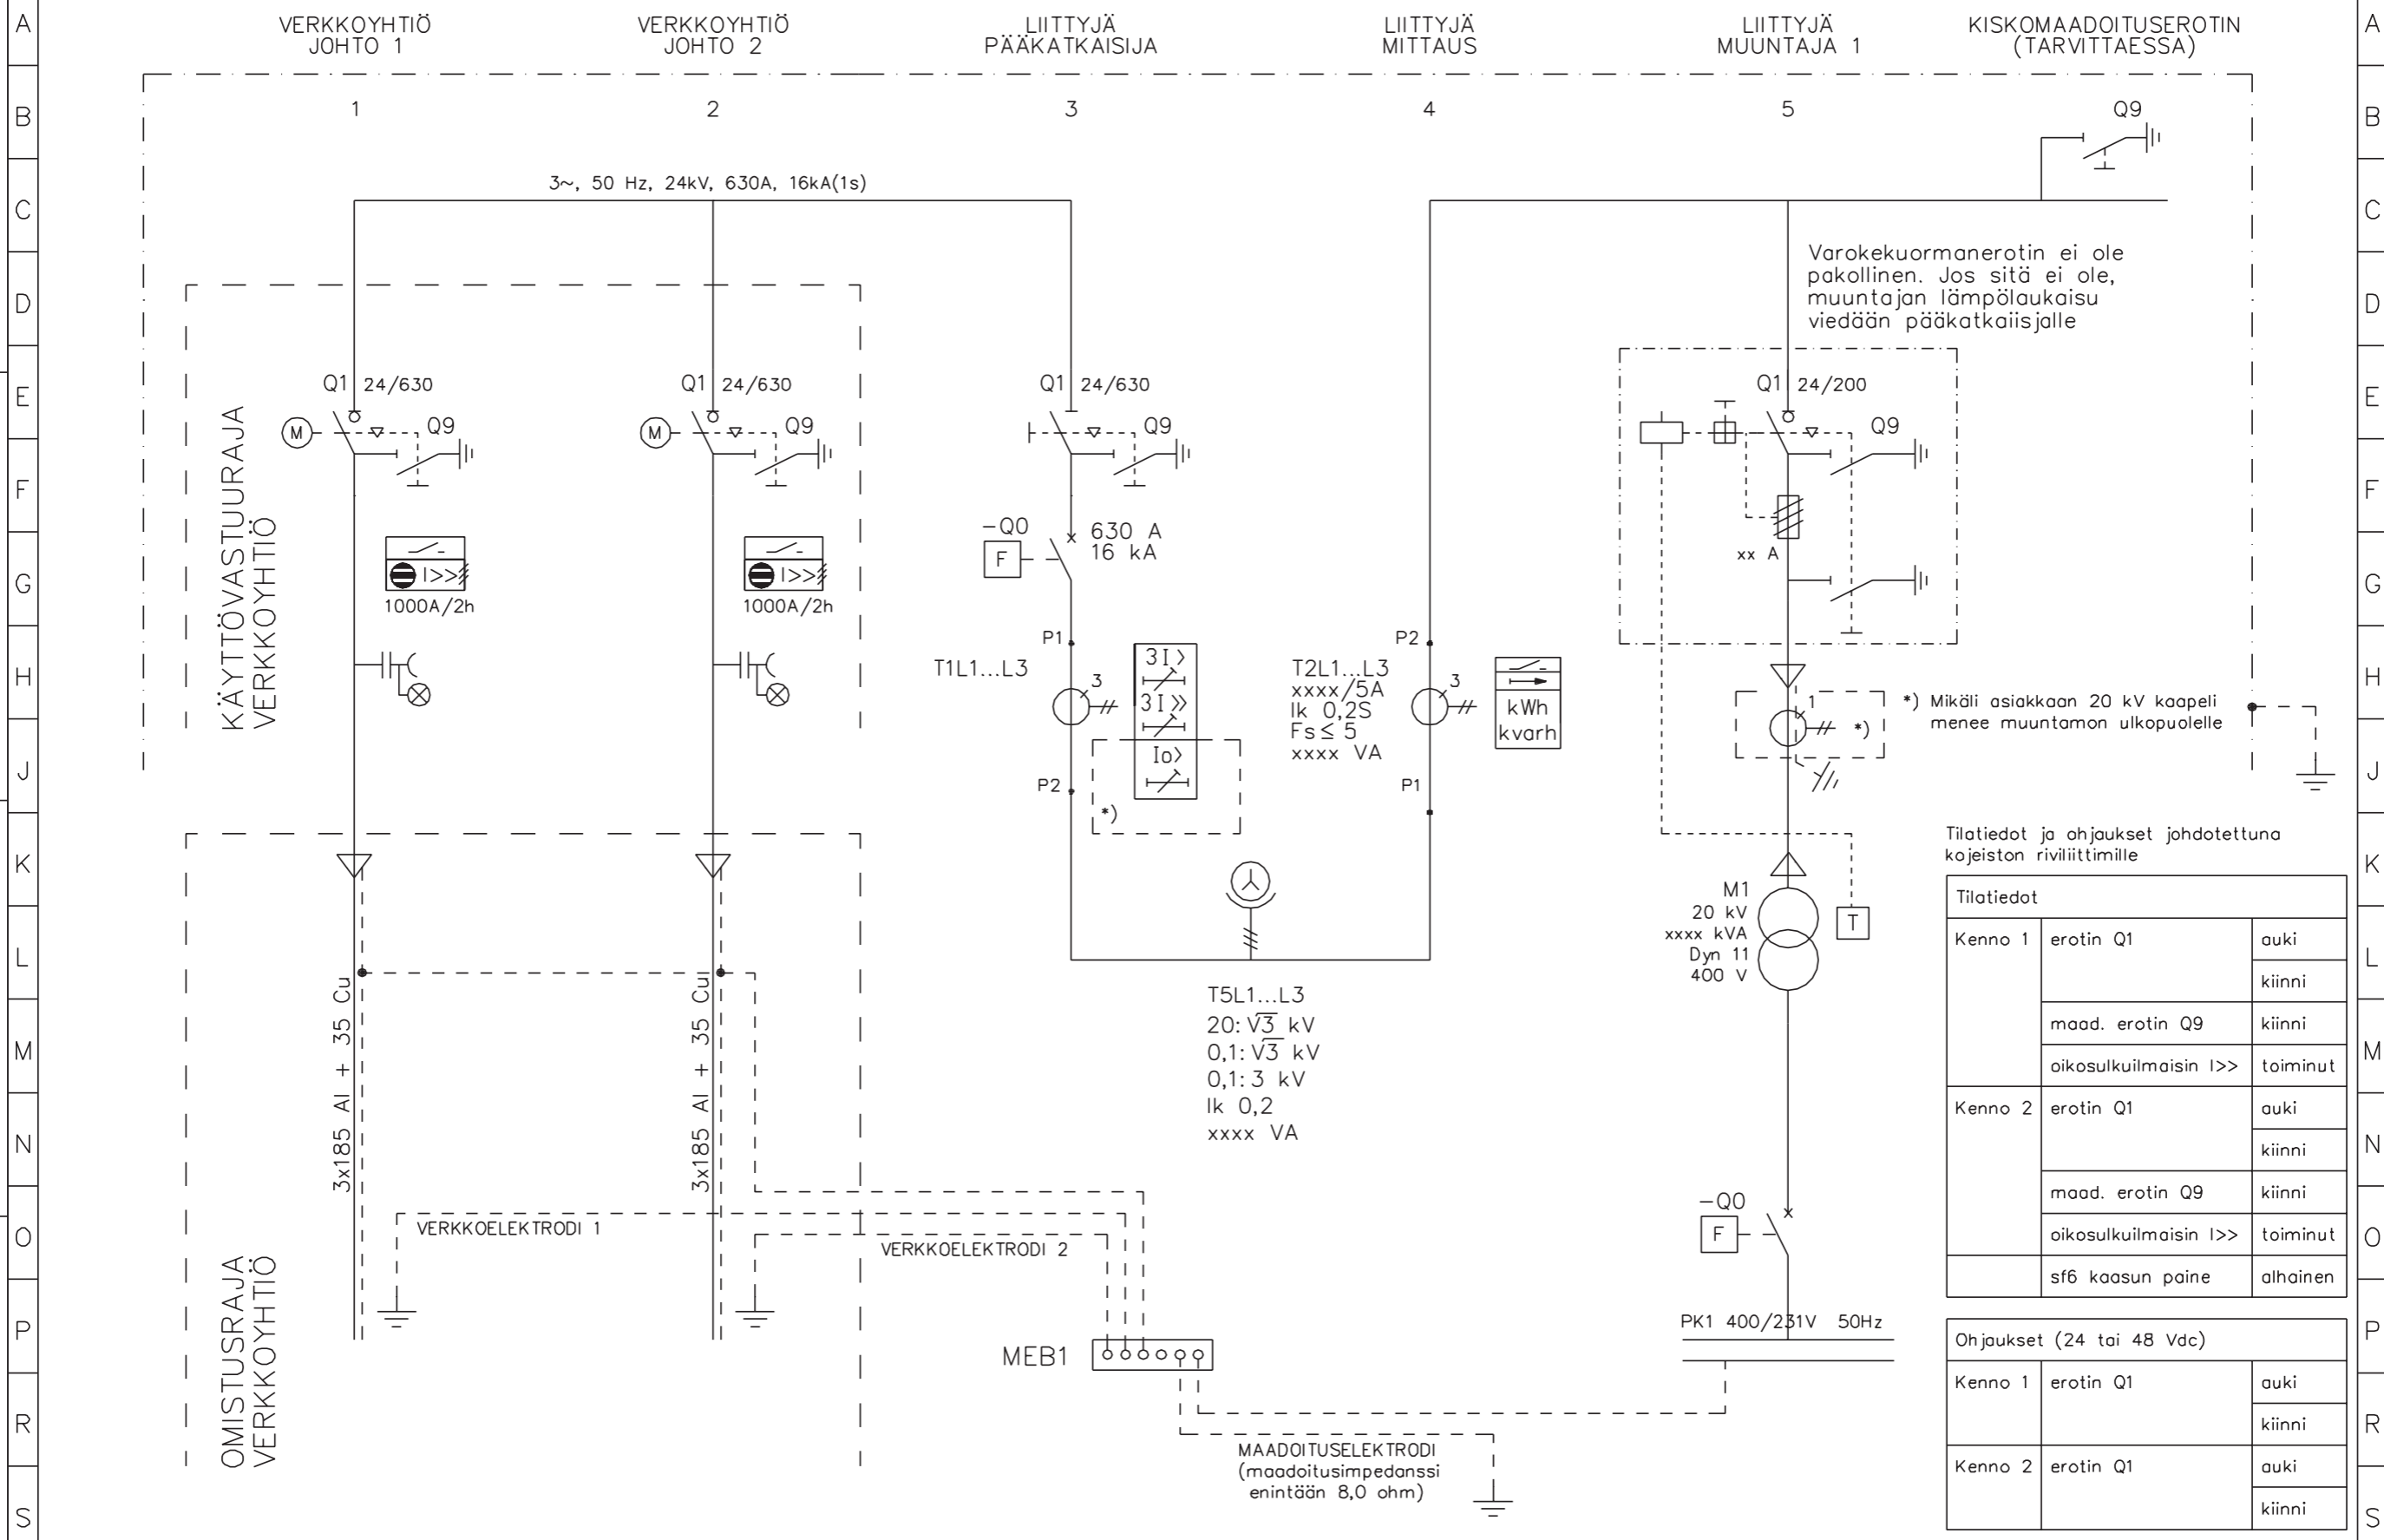 VERKKOYHTIÖ
JOHTO 1
VERKKOYHTIÖ
JOHTO 2
LIITTYJÄ
PÄÄKATKAISIJA
LIITTYJÄ
MITTAUS
LIITTYJÄ
MUUNTAJA 1
KISKOMAADOITUSEROTIN
(TARVITTAESSA)
A
B
C
D
E
F
G
H
J
K
L
M
N
O
P
R
S
1
2
3
4
5
Q9
3~, 50 Hz, 24kV, 630A, 16kA(1s)
Varokekuormanerotin ei ole
pakollinen. Jos sitä ei ole,
muuntajan lämpölaukaisu
viedään pääkatkaiisjalle
KÄYTTÖVASTUURAJA
VERKKOYHTIÖ
Q1 24/630
M
Q9
I>>
1000A/2h
Q1 24/630
M
Q9
I>>
1000A/2h
Q1 24/630
Q9
-Q0
F
630 A
16 kA
P1
T1L1...L3
3
3I>
3I>>
Io>
P2
*)
P2
T2L1...L3
xxxx/5A
lk 0,2S
Fs ≤ 5
xxxx VA
3
kWh
kvarh
P1
Q1 24/200
Q9
xx A
1
*)
*) Mikäli asiakkaan 20 kV kaapeli
menee muuntamon ulkopuolelle
T5L1...L3
20:√3 kV
0,1:√3 kV
0,1:3 kV
lk 0,2
xxxx VA
M1
20 kV
xxxx kVA
Dyn 11
400 V
T
-Q0
F
PK1 400/231V 50Hz
OMISTUSRAJA
VERKKOYHTIÖ
3x185 Al + 35 Cu
3x185 Al + 35 Cu
VERKKOELEKTRODI 1
VERKKOELEKTRODI 2
MEB1
MAADOITUSELEKTRODI
(maadoitusimpedanssi
enintään 8,0 ohm)
Tilatiedot ja ohjaukset johdotettuna
kojeiston riviliittimille
Tilatiedot
Kenno 1 erotin Q1 auki
kiinni
maad. erotin Q9 kiinni
oikosulkuilmaisin I>> toiminut
Kenno 2 erotin Q1 auki
kiinni
maad. erotin Q9 kiinni
oikosulkuilmaisin I>> toiminut
sf6 kaasun paine alhainen
Ohjaukset (24 tai 48 Vdc)
Kenno 1 erotin Q1 auki
kiinni
Kenno 2 erotin Q1 auki
kiinni
A
B
C
D
E
F
G
H
J
K
L
M
N
O
P
R
S